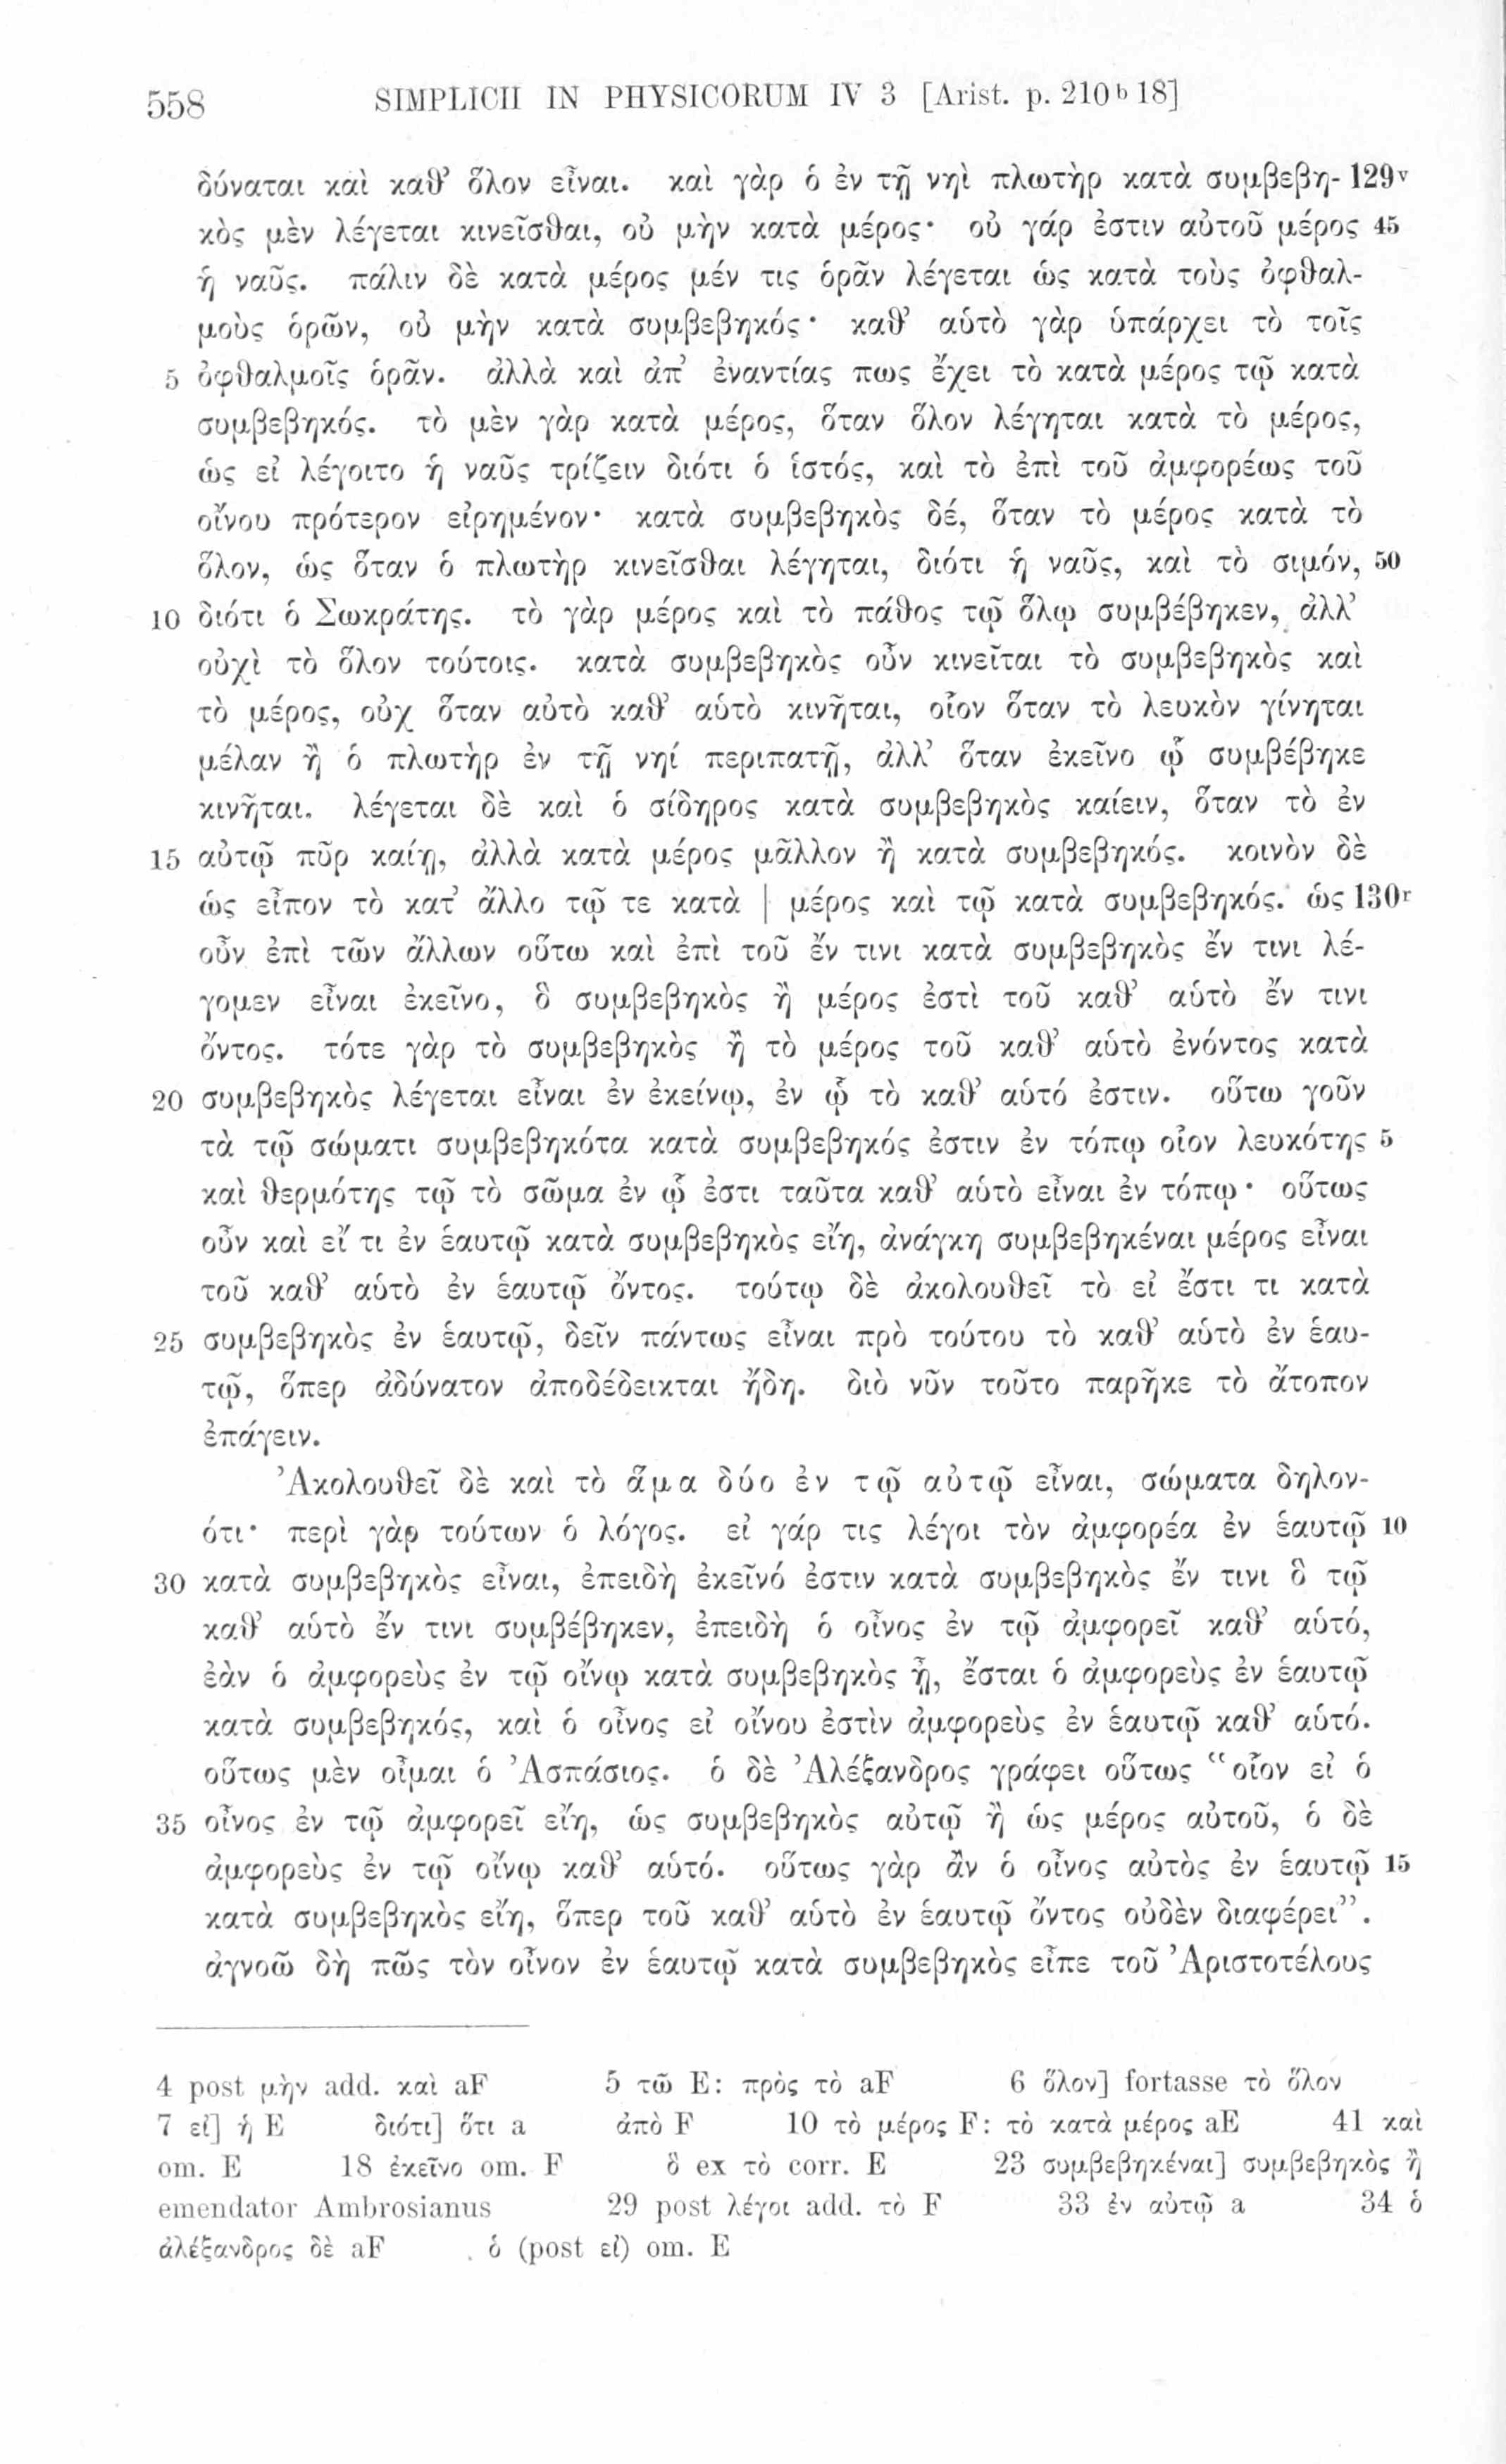 558 SIMPLICII IN PHYSICORUM IV 3 [Arist. p. 210 b 18]
δύναται καὶ καθ’ ὅλον εἶναι. καὶ γὰρ ὁ ἐν τῇ νηὶ πλωτὴρ κατὰ συμβεβη- 129v
κὸς μὲν λέγεται κινεῖσθαι, οὐ μὴν κατὰ μέρος· οὐ γάρ ἐστιν αὐτοῦ μέρος 45
ἡ ναῦς. πάλιν δὲ κατὰ μέρος μέν τις ὁρᾶν λέγεται ὡς κατὰ τοὺς ὀφθαλ-
μοὺς ὁρῶν, οὐ μὴν κατὰ συμβεβηκός· καθ’ αὑτὸ γὰρ ὑπάρχει τὸ τοῖς
5 ὀφθαλμοῖς ὁρᾶν. ἀλλὰ καὶ ἀπ’ ἐναντίας πως ἔχει τὸ κατὰ μέρος τῷ κατὰ
συμβεβηκός. τὸ μὲν γὰρ κατὰ μέρος, ὅταν ὅλον λέγηται κατὰ τὸ μέρος,
ὡς εἰ λέγοιτο ἡ ναῦς τρίζειν διότι ὁ ἱστός, καὶ τὸ ἐπὶ τοῦ ἀμφορέως τοῦ
οἴνου πρότερον εἰρημένον· κατὰ συμβεβηκὸς δέ, ὅταν τὸ μέρος κατὰ τὸ
ὅλον, ὡς ὅταν ὁ πλωτὴρ κινεῖσθαι λέγηται, διότι ἡ ναῦς, καὶ τὸ σιμόν, 50
10 διότι ὁ Σωκράτης. τὸ γὰρ μέρος καὶ τὸ πάθος τῷ ὅλῳ συμβέβηκεν, ἀλλ’
οὐχὶ τὸ ὅλον τούτοις. κατὰ συμβεβηκὸς οὖν κινεῖται τὸ συμβεβηκὸς καὶ
τὸ μέρος, οὐχ ὅταν αὐτὸ καθ’ αὑτὸ κινῆται, οἷον ὅταν τὸ λευκὸν γίνηται
μέλαν ἢ ὁ πλωτὴρ ἐν τῇ νηί περιπατῇ, ἀλλ’ ὅταν ἐκεῖνο ᾧ συμβέβηκε
κινῆται. λέγεται δὲ καὶ ὁ σίδηρος κατὰ συμβεβηκὸς καίειν, ὅταν τὸ ἐν
15 αὐτῷ πῦρ καίῃ, ἀλλὰ κατὰ μέρος μᾶλλον ἢ κατὰ συμβεβηκός. κοινὸν δὲ
ὡς εἶπον τὸ κατ’ ἄλλο τῷ τε κατὰ | μέρος καὶ τῷ κατὰ συμβεβηκός. ὡς 130r
οὖν ἐπὶ τῶν ἄλλων οὕτω καὶ ἐπὶ τοῦ ἔν τινι κατὰ συμβεβηκὸς ἔν τινι λέ-
γομεν εἶναι ἐκεῖνο, ὃ συμβεβηκὸς ἢ μέρος ἐστὶ τοῦ καθ’ αὑτὸ ἔν τινι
ὄντος. τότε γὰρ τὸ συμβεβηκὸς ἢ τὸ μέρος τοῦ καθ’ αὑτὸ ἐνόντος κατὰ
20 συμβεβηκὸς λέγεται εἶναι ἐν ἐκείνῳ, ἐν ᾧ τὸ καθ’ αὑτό ἐστιν. οὕτω γοῦν
τὰ τῷ σώματι συμβεβηκότα κατὰ συμβεβηκός ἐστιν ἐν τόπῳ οἷον λευκότης 5
καὶ θερμότης τῷ τὸ σῶμα ἐν ᾧ ἐστι ταῦτα καθ’ αὑτὸ εἶναι ἐν τόπῳ· οὕτως
οὖν καὶ εἴ τι ἐν ἑαυτῷ κατὰ συμβεβηκὸς εἴη, ἀνάγκη συμβεβηκέναι μέρος εἶναι
τοῦ καθ’ αὑτὸ ἐν ἑαυτῷ ὄντος. τούτῳ δὲ ἀκολουθεῖ τὸ εἰ ἔστι τι κατὰ
25 συμβεβηκὸς ἐν ἑαυτῷ, δεῖν πάντως εἶναι πρὸ τούτου τὸ καθ’ αὑτὸ ἐν ἑαυ-
τῷ, ὅπερ ἀδύνατον ἀποδέδεικται ἤδη. διὸ νῦν τοῦτο παρῆκε τὸ ἄτοπον
ἐπάγειν.
Ἀκολουθεῖ δὲ καὶ τὸ ἅμα δύο ἐν τῷ αὐτῷ εἶναι, σώματα δηλον-
ότι· περὶ γὰρ τούτων ὁ λόγος. εἰ γάρ τις λέγοι τὸν ἀμφορέα ἐν ἑαυτῷ 10
30 κατὰ συμβεβηκὸς εἶναι, ἐπειδὴ ἐκεῖνό ἐστιν κατὰ συμβεβηκὸς ἔν τινι ὃ τῷ
καθ’ αὑτὸ ἔν τινι συμβέβηκεν, ἐπειδὴ ὁ οἶνος ἐν τῷ ἀμφορεῖ καθ’ αὑτό,
ἐὰν ὁ ἀμφορεὺς ἐν τῷ οἴνῳ κατὰ συμβεβηκὸς ᾖ, ἔσται ὁ ἀμφορεὺς ἐν ἑαυτῷ
κατὰ συμβεβηκός, καὶ ὁ οἶνος εἰ οἴνου ἐστὶν ἀμφορεὺς ἐν ἑαυτῷ καθ’ αὑτό.
οὕτως μὲν οἶμαι ὁ Ἀσπάσιος. ὁ δὲ Ἀλέξανδρος γράφει οὕτως “οἷον εἰ ὁ
35 οἶνος ἐν τῷ ἀμφορεῖ εἴη, ὡς συμβεβηκὸς αὐτῷ ἢ ὡς μέρος αὐτοῦ, ὁ δὲ
ἀμφορεὺς ἐν τῷ οἴνῳ καθ’ αὑτό. οὕτως γὰρ ἂν ὁ οἶνος αὐτὸς ἐν ἑαυτῷ 15
κατὰ συμβεβηκὸς εἴη, ὅπερ τοῦ καθ’ αὑτὸ ἐν ἑαυτῷ ὄντος οὐδὲν διαφέρει”.
ἀγνοῶ δὴ πῶς τὸν οἶνον ἐν ἑαυτῷ κατὰ συμβεβηκὸς εἶπε τοῦ Ἀριστοτέλους
4 post μὴν add. καὶ aF 5 τῶ E: πρὸς τὸ aF 6 ὅλον] fortasse τὸ ὅλον
7 εἰ] ἡ E διότι] ὅτι a ἀπὸ F 10 τὸ μέρος F: τὸ κατὰ μέρος aE 41 καὶ
om. E 18 ἐκεῖνο om. F ὃ ex τὸ corr. E 23 συμβεβηκέναι] συμβεβηκὸς ἢ
emendator Ambrosianus 29 post λέγοι add. τὸ F 33 ἐν αὐτῷ a 34 ὁ
ἀλέξανδρος δὲ aF ὁ (post εἰ) om. E